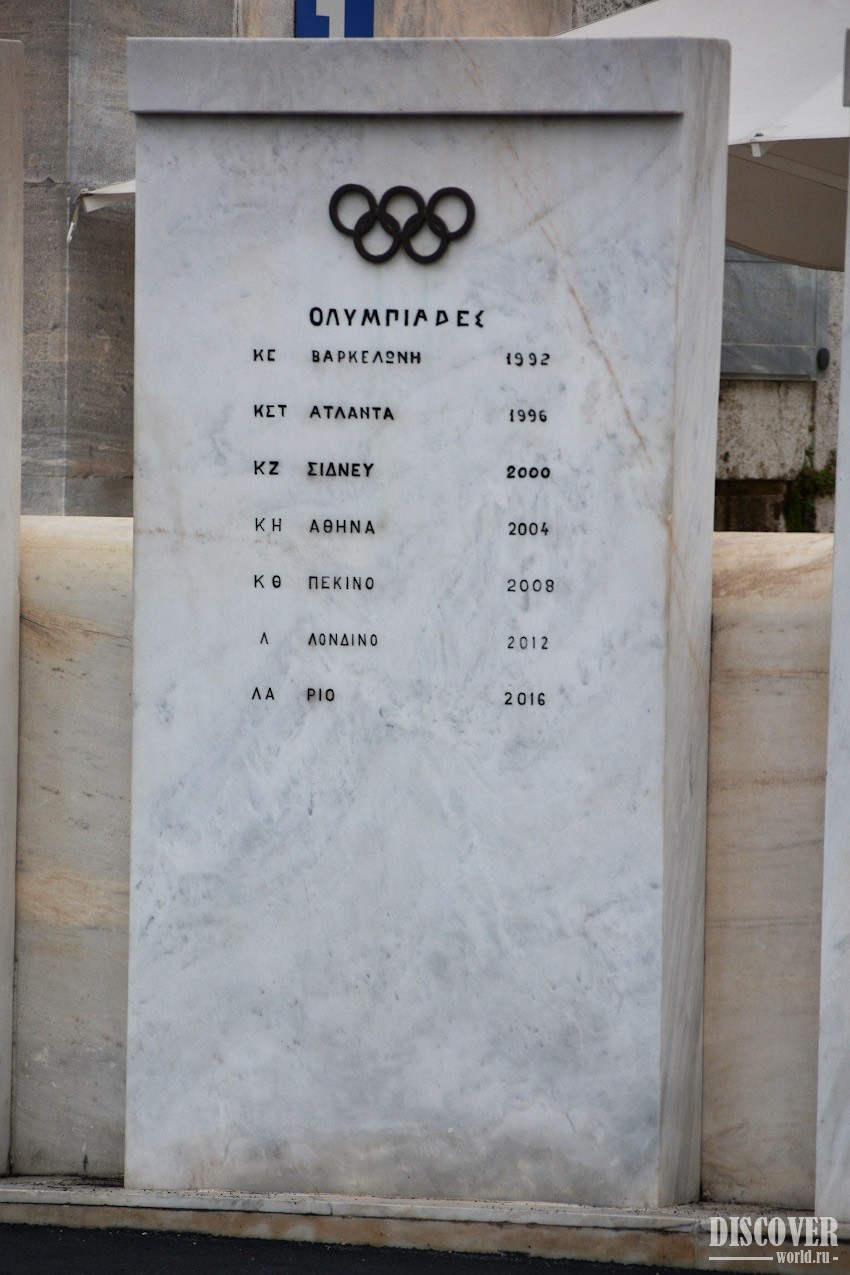 1
ΟΛΥΜΠΙΑΔΕΣ
ΚΕ ΒΑΡΚΕΛΩΝΗ 1992
ΚΣΤ ΑΤΛΑΝΤΑ 1996
ΚΖ ΣΙΔΝΕΥ 2000
ΚΗ ΑΘΗΝΑ 2004
ΚΘ ΠΕΚΙΝΟ 2008
Λ ΛΟΝΔΙΝΟ 2012
ΛΑ ΡΙΟ 2016
DISCOVER
world.ru